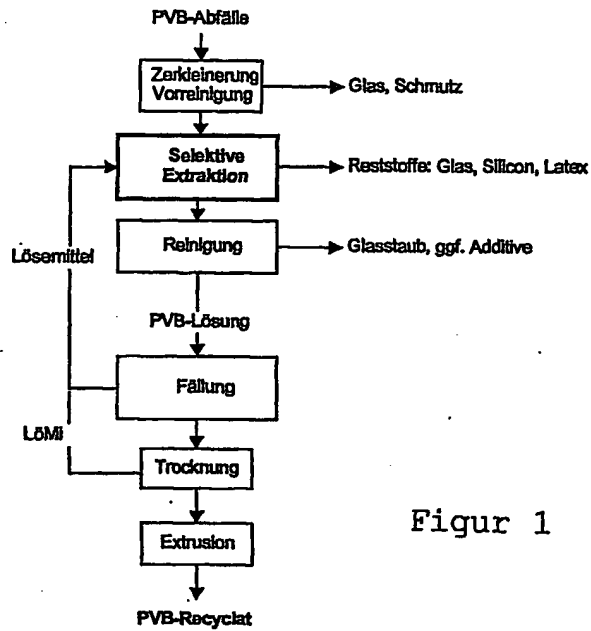 PVB-Abfälle
Zerkleinerung
Vorreinigung
Glas, Schmutz
Selektive
Extraktion
Reststoffe: Glas, Silicon, Latex
Reinigung
Glasstaub, ggf. Additive
Lösemittel
PVB-Lösung
Fällung
LöMi
Trocknung
Extrusion
Figur 1
PVB-Recyclat